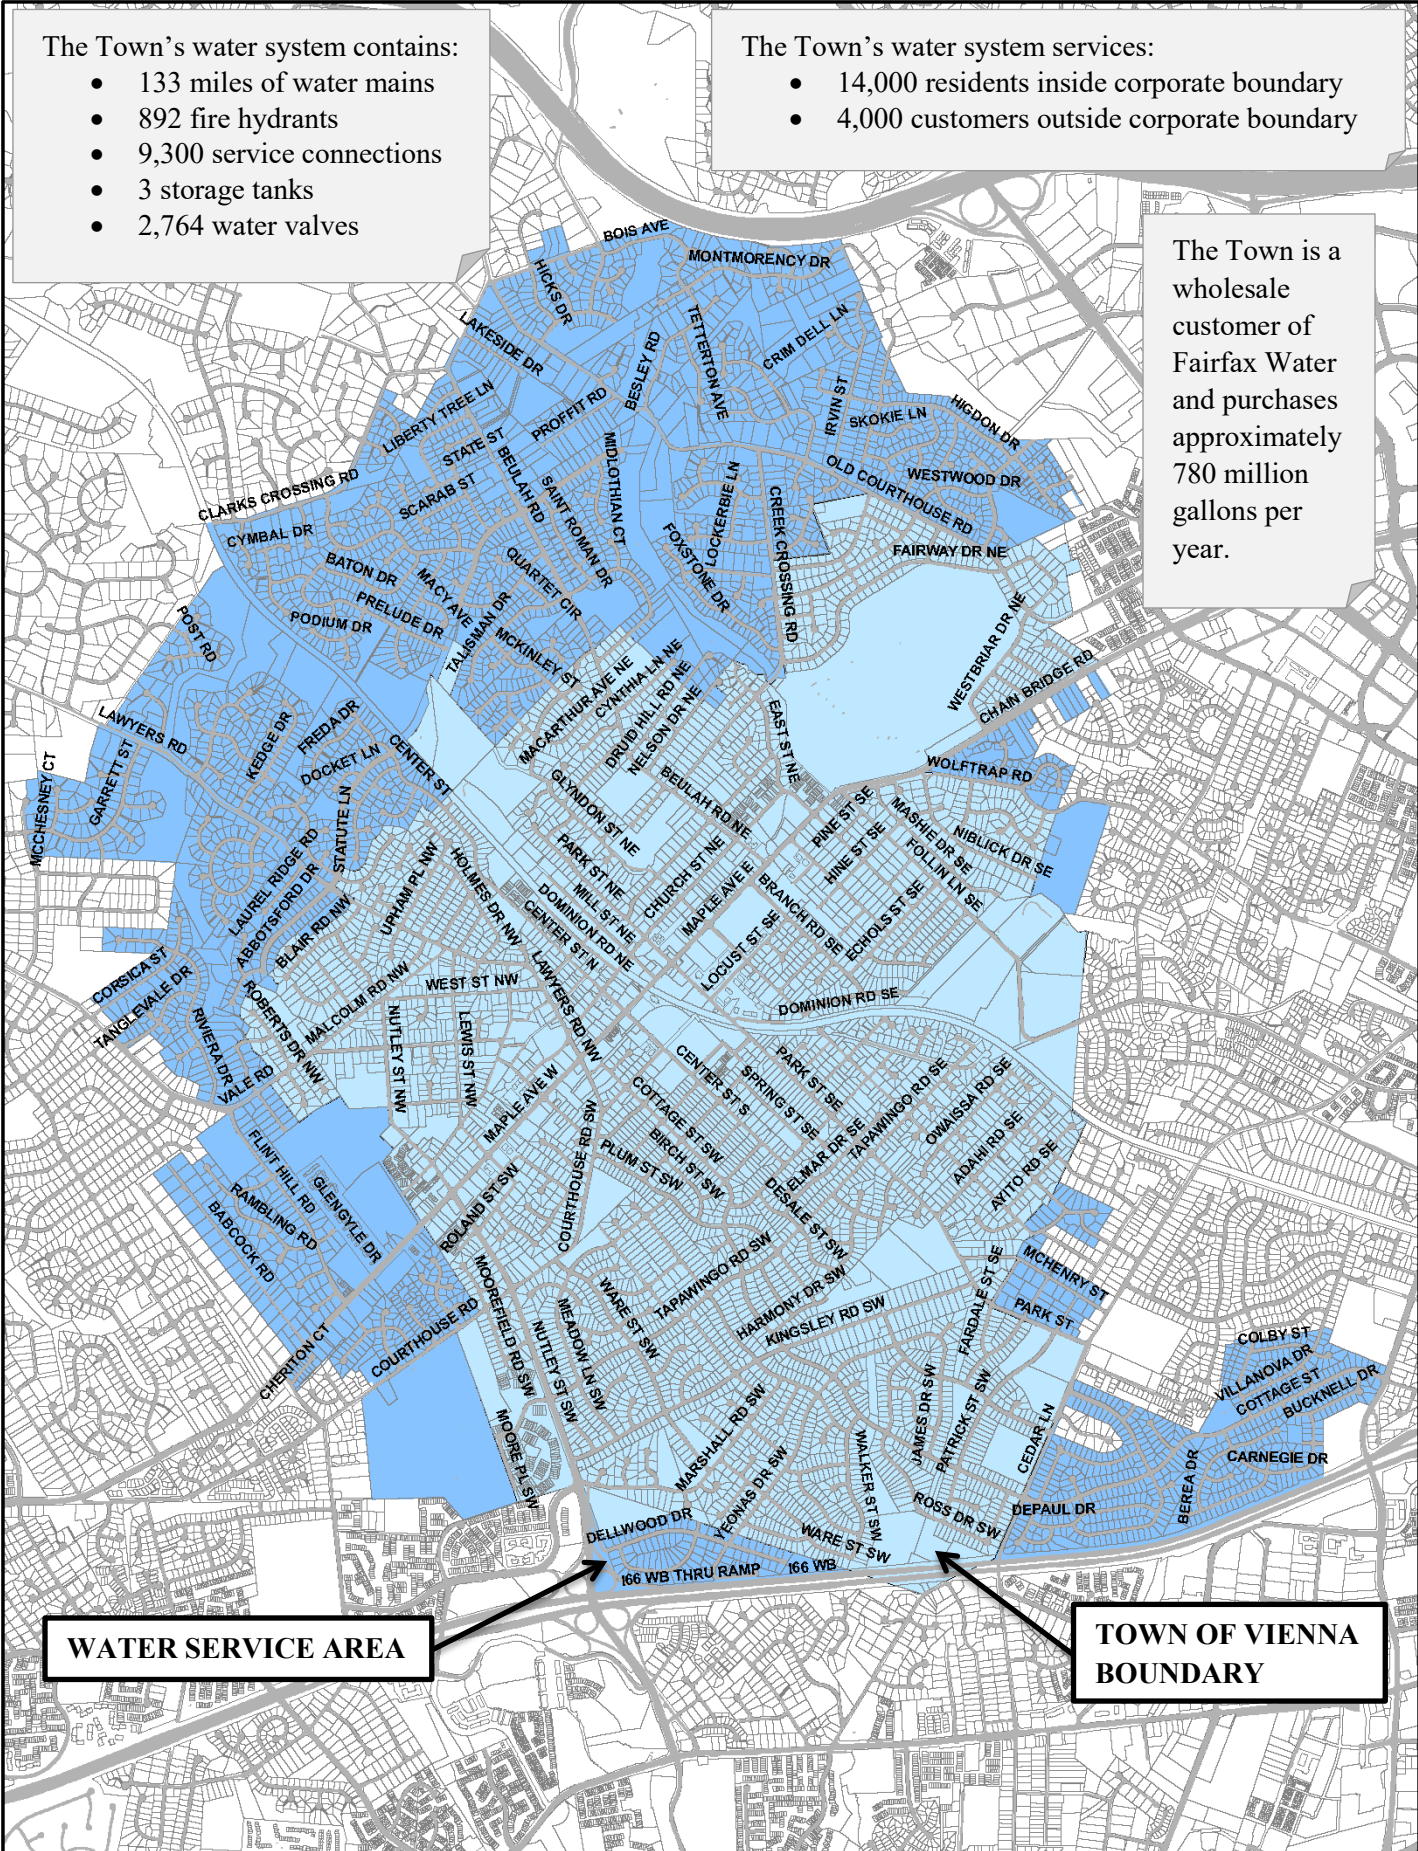 The Town's water system contains:
• 133 miles of water mains
• 892 fire hydrants
• 9,300 service connections
• 3 storage tanks
• 2,764 water valves
The Town's water system services:
• 14,000 residents inside corporate boundary
• 4,000 customers outside corporate boundary
The Town is a
wholesale
customer of
Fairfax Water
and purchases
approximately
780 million
gallons per
year.
BOIS AVE
MONTMORENCY DR
HICKS DR
LAKESIDE DR
TETTERTON AVE
CRIM DELL LN
BESLEY RD
LIBERTY TREE LN
PROFFIT RD
IRVIN ST
SKOKIE LN
HIGDON DR
STATE ST
BEULAH RD
MIDLOTHIAN CT
OLD COURTHOUSE RD
WESTWOOD DR
CLARKS CROSSING RD
SCARAB ST
SAINT ROMAN DR
LOCKERBIE LN
CREEK CROSSING RD
CYMBAL DR
FAIRWAY DR NE
BATON DR
MACY AVE
QUARTET CIR
FOXSTONE DR
PRELUDE DR
PODIUM DR
TALISMAN DR
MCKINLEY ST
POST RD
WESTBRIAR DR NE
CHAIN BRIDGE RD
MACARTHUR AVE NE
CYNTHIA LN NE
DRUID HILL RD NE
NELSON DR NE
EAST ST NE
LAWYERS RD
KEDGE DR
FREDA DR
DOCKET LN
CENTER ST
MCCHESNEY CT
GARRETT ST
WOLFTRAP RD
GLYNDON ST NE
BEULAH RD NE
STATUTE LN
PINE ST SE
MASHIE DR SE
NIBLICK DR SE
HINE ST SE
FOLLIN LN SE
LAUREL RIDGE RD
ABBOTSFORD DR
UPHAM PL NW
HOLMES DR NW
PARK ST NE
CHURCH ST NE
MAPLE AVE E
BRANCH RD SE
ECHOLS ST SE
BLAIR RD NW
MILL ST NE
DOMINION RD NE
CENTER ST N
LOCUST ST SE
CORSICA ST
TANGLEVALE DR
RIVIERA DR
ROBERTS DR NW
MALCOLM RD NW
WEST ST NW
LAWYERS RD NW
DOMINION RD SE
NUTLEY ST NW
LEWIS ST NW
VALE RD
MAPLE AVE W
CENTER ST S
SPRING ST SE
PARK ST SE
TAPAWINGO RD SE
OWAISSA RD SE
COTTAGE ST SW
BIRCH ST SW
PLUM ST SW
COURTHOUSE RD SW
DELMAR DR SE
DESALE ST SW
ADAHI RD SE
AYITO RD SE
FLINT HILL RD
GLENGYLE DR
RAMBLING RD
BABCOCK RD
ROLAND ST SW
TAPAWINGO RD SW
HARMONY DR SW
KINGSLEY RD SW
FARDALE ST SE
MCHENRY ST
PARK ST
MOOREFIELD RD SW
NUTLEY ST SW
MEADOW LN SW
WARE ST SW
CHERITON CT
COURTHOUSE RD
COLBY ST
VILLANOVA DR
COTTAGE ST
BUCKNELL DR
JAMES DR SW
PATRICK ST SW
CEDAR LN
MARSHALL RD SW
MOORE PL SW
YEONAS DR SW
WALKER ST SW
CARNEGIE DR
BEREA DR
DEPAUL DR
ROSS DR SW
DELLWOOD DR
WARE ST SW
I66 WB THRU RAMP
I66 WB
WATER SERVICE AREA
TOWN OF VIENNA
BOUNDARY